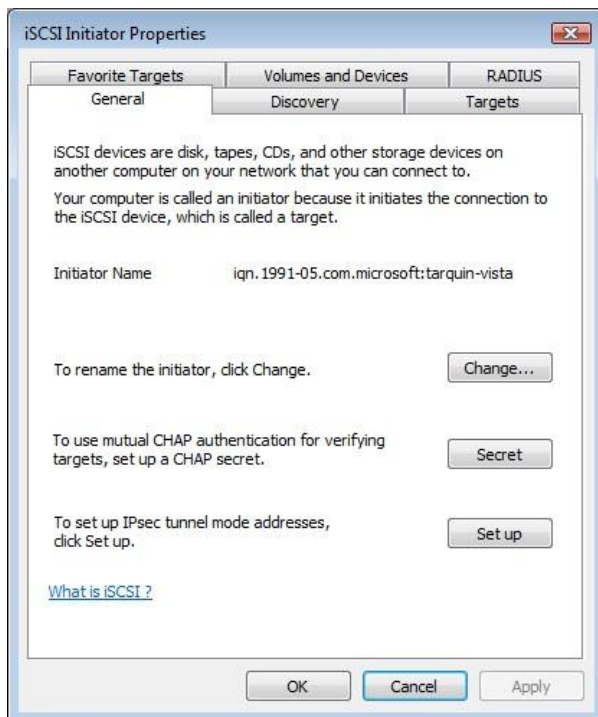 iSCSI Initiator Properties
Favorite Targets
Volumes and Devices
RADIUS
General
Discovery
Targets
iSCSI devices are disk, tapes, CDs, and other storage devices on
another computer on your network that you can connect to.
Your computer is called an initiator because it initiates the connection to
the iSCSI device, which is called a target.
Initiator Name iqn.1991-05.com.microsoft:tarquin-vista
To rename the initiator, click Change.
Change...
To use mutual CHAP authentication for verifying
targets, set up a CHAP secret.
Secret
To set up IPsec tunnel mode addresses,
click Set up.
Set up
What is iSCSI ?
OK
Cancel
Apply